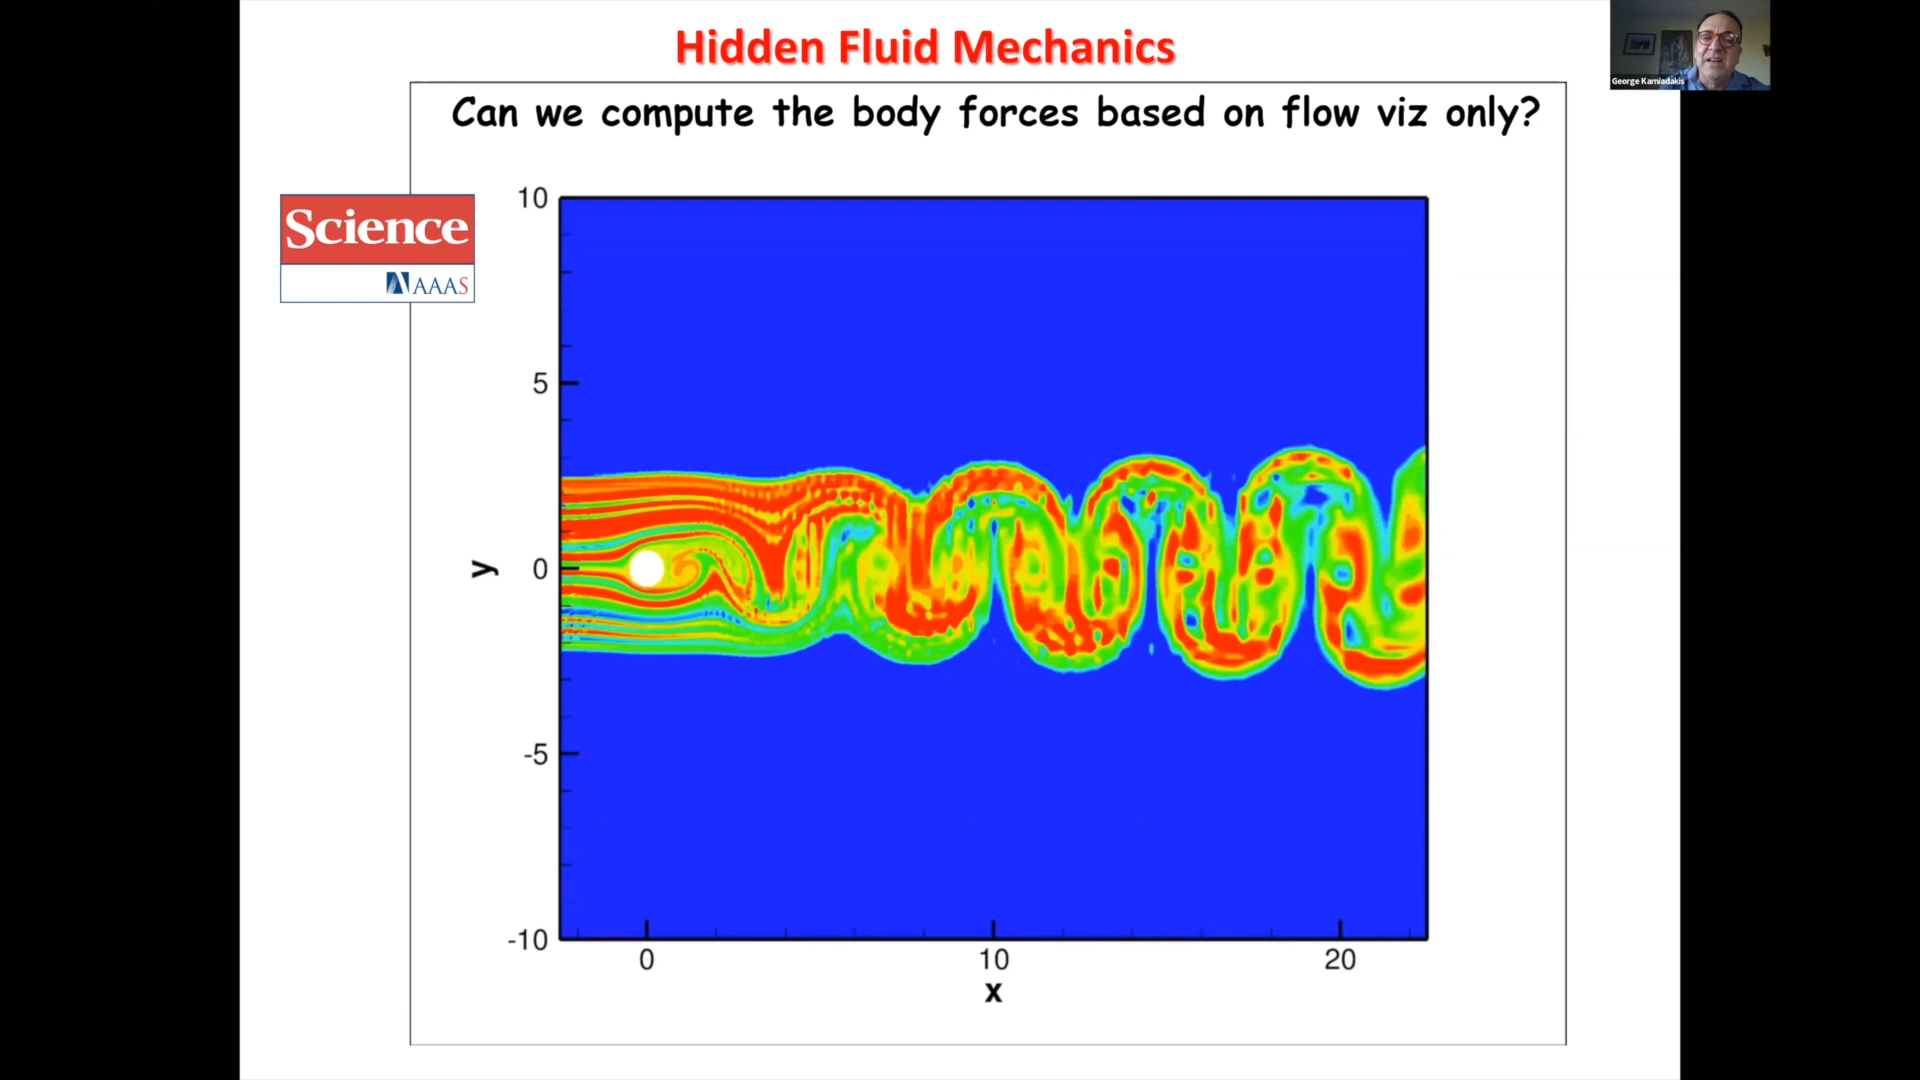 Hidden Fluid Mechanics
George Karniadakis
Can we compute the body forces based on flow viz only?
Science
AAAS
10
5
y
0
-5
-10
0 10 20
x